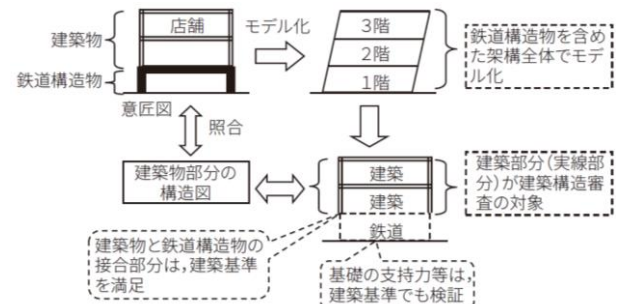 店舗
建築物
鉄道構造物
意匠図
モデル化
3階
2階
1階
鉄道構造物を含め
た架構全体でモデ
ル化
照合
建築物部分の
構造図
建築
建築
鉄道
建築部分(実線部
分)が建築構造審
査の対象
建築物と鉄道構造物の
接合部分は,建築基準
を満足
基礎の支持力等は,
建築基準でも検証